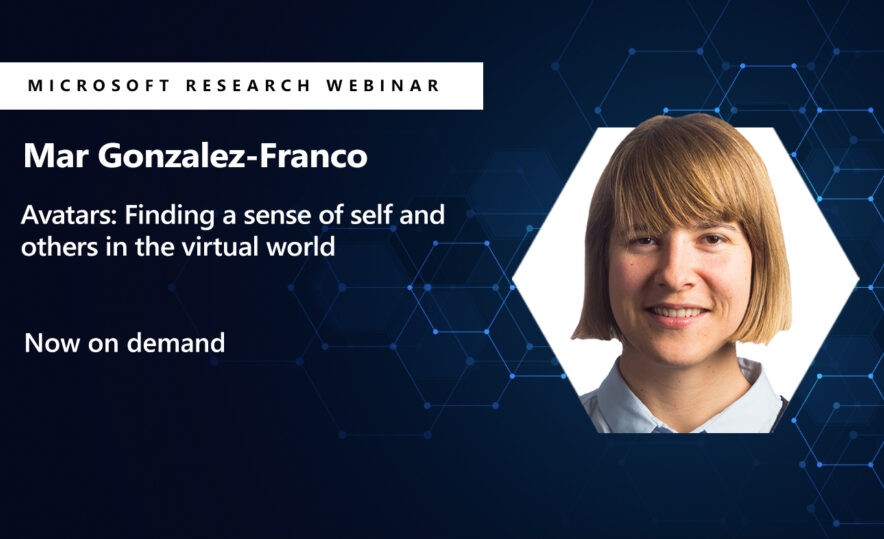 MICROSOFT RESEARCH WEBINAR
Mar Gonzalez-Franco
Avatars: Finding a sense of self and
others in the virtual world
Now on demand